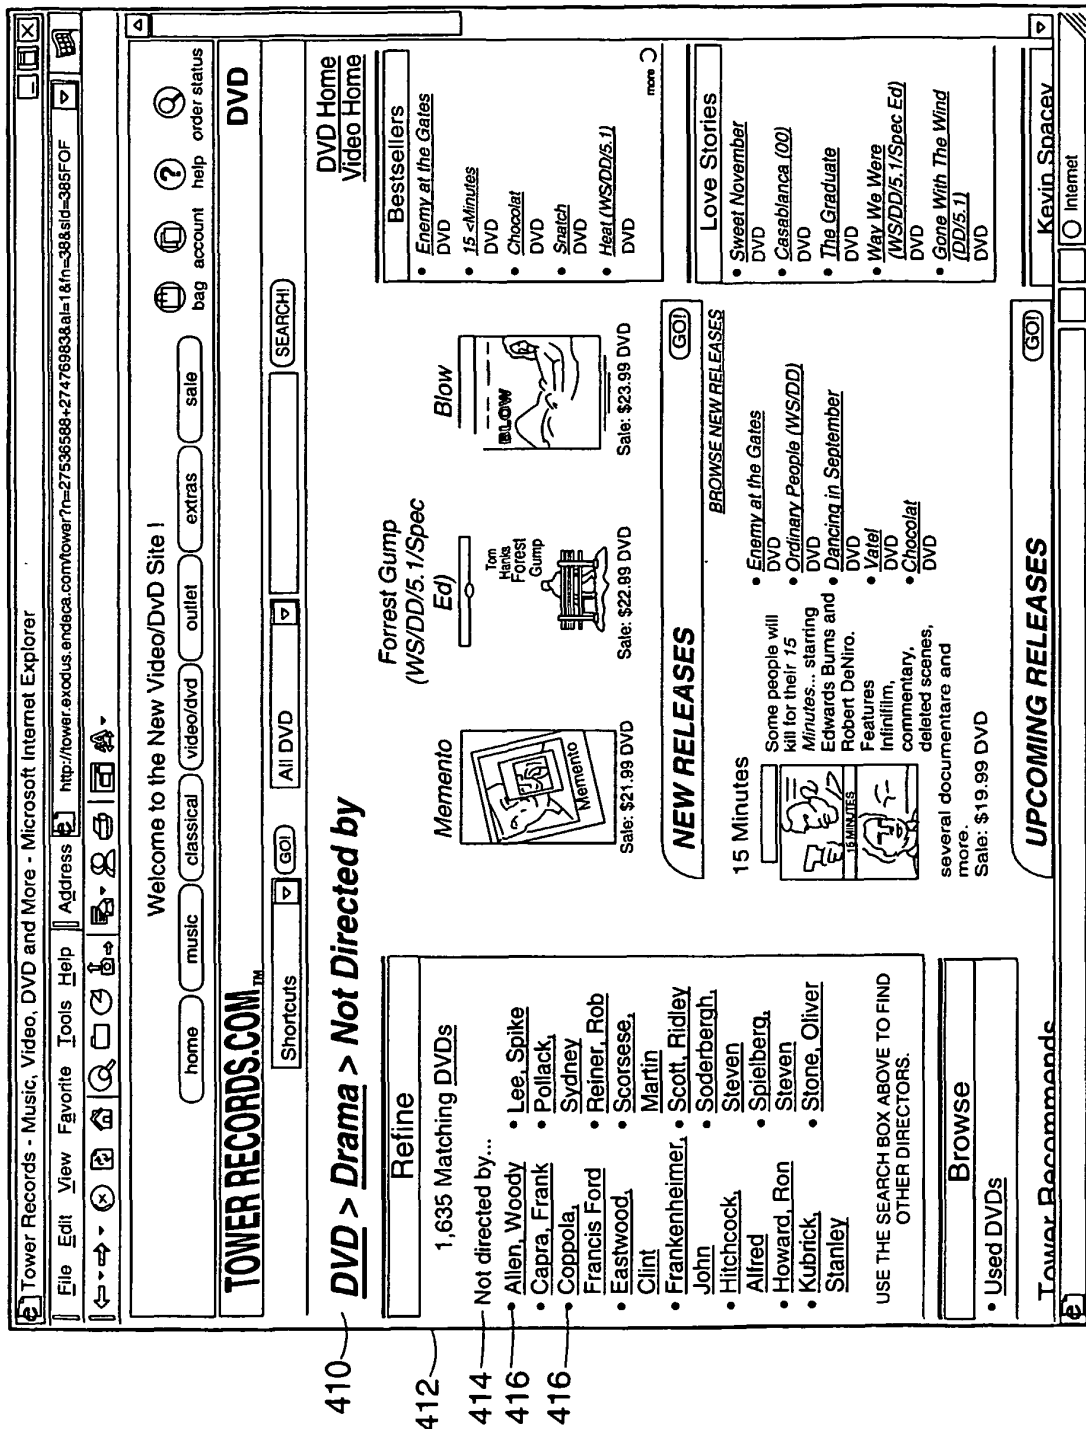 Tower Records - Music, Video, DVD and More - Microsoft Internet Explorer
File Edit View Favorite Tools Help
Address http://tower.exodus.endeca.com/tower?n=27536588+27476983&al=1&fn=38&sid=385FOF
Welcome to the New Video/DvD Site !
home music classical video/dvd outlet extras sale
bag account help order status
TOWER RECORDS.COM TM
DVD
Shortcuts GO! All DVD SEARCH!
410
DVD > Drama > Not Directed by
DVD Home
Video Home
412
Refine
1,635 Matching DVDs
414
Not directed by...
416
• Allen, Woody
• Capra, Frank
416
• Coppola,
Francis Ford
• Eastwood,
Clint
• Frankenheimer,
John
• Hitchcock,
Alfred
• Howard, Ron
• Kubrick,
Stanley
• Lee, Spike
• Pollack,
Sydney
• Reiner, Rob
• Scorsese,
Martin
• Scott, Ridley
• Soderbergh,
Steven
• Spielberg,
Steven
• Stone, Oliver
USE THE SEARCH BOX ABOVE TO FIND
OTHER DIRECTORS.
Browse
• Used DVDs
Tower Recommends
Memento
Memento
Sale: $21.99 DVD
Forrest Gump
(WS/DD/5.1/Spec
Ed)
Tom
Hanks
Forest
Gump
Sale: $22.99 DVD
Blow
BLOW
Sale: $23.99 DVD
NEW RELEASES
GO!
BROWSE NEW RELEASES
15 Minutes
15 MINUTES
Some people will
kill for their 15
Minutes... starring
Edwards Burns and
Robert DeNiro.
Features
Infinifilm,
commentary,
deleted scenes,
several documentare and
more.
Sale: $19.99 DVD
• Enemy at the Gates
DVD
• Ordinary People (WS/DD)
DVD
• Dancing in September
DVD
• Vatel
DVD
• Chocolat
DVD
UPCOMING RELEASES
GO!
Bestsellers
• Enemy at the Gates
DVD
• 15 <Minutes
DVD
• Chocolat
DVD
• Snatch
DVD
• Heat (WS/DD/5.1)
DVD
more
Love Stories
• Sweet November
DVD
• Casablanca (00)
DVD
• The Graduate
DVD
• Way We Were
(WS/DD/5.1/Spec Ed)
DVD
• Gone With The Wind
(DD/5.1)
DVD
Kevin Spacey
Internet